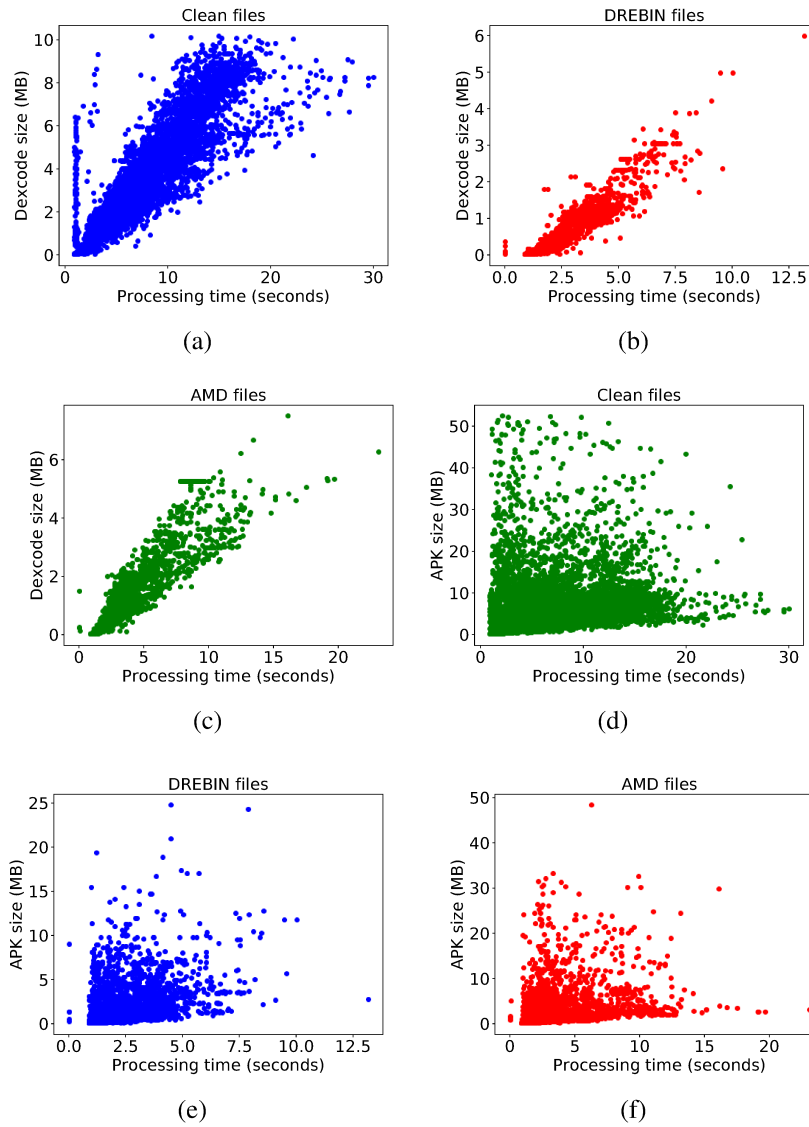 Clean files
Dexcode size (MB)
10
8
6
4
2
0
0 10 20 30
Processing time (seconds)
(a)
DREBIN files
Dexcode size (MB)
6
5
4
3
2
1
0
0.0 2.5 5.0 7.5 10.0 12.5
Processing time (seconds)
(b)
AMD files
Dexcode size (MB)
6
4
2
0
0 5 10 15 20
Processing time (seconds)
(c)
Clean files
APK size (MB)
50
40
30
20
10
0
0 10 20 30
Processing time (seconds)
(d)
DREBIN files
APK size (MB)
25
20
15
10
5
0
0.0 2.5 5.0 7.5 10.0 12.5
Processing time (seconds)
(e)
AMD files
APK size (MB)
50
40
30
20
10
0
0 5 10 15 20
Processing time (seconds)
(f)